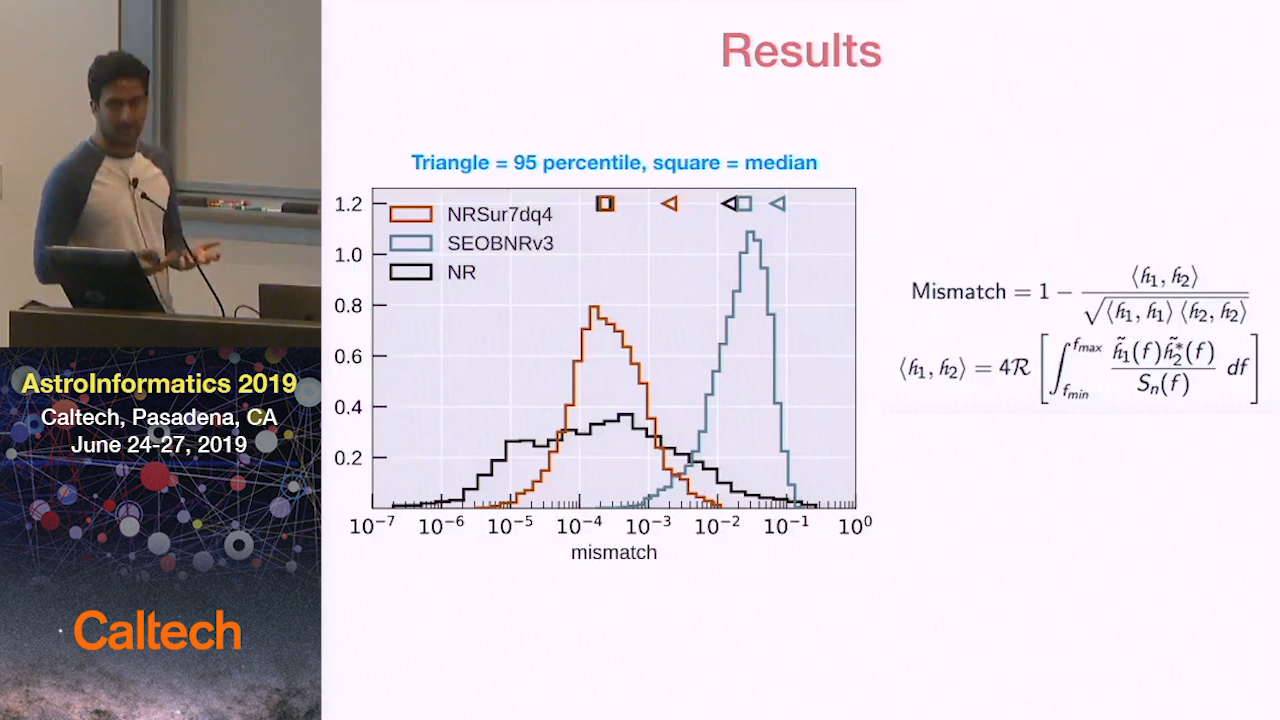 Results
Triangle = 95 percentile, square = median
1.2
1.0
0.8
0.6
0.4
0.2
NRSur7dq4
SEOBNRv3
NR
10⁻⁷ 10⁻⁶ 10⁻⁵ 10⁻⁴ 10⁻³ 10⁻² 10⁻¹ 10⁰
mismatch
Mismatch = 1 − ⟨h₁, h₂⟩ / √⟨h₁, h₁⟩ ⟨h₂, h₂⟩
⟨h₁, h₂⟩ = 4ℛ [ ∫_{f_min}^{f_max} h̃₁(f)h̃₂*(f) / Sₙ(f) df ]
AstroInformatics 2019
Caltech, Pasadena, CA
June 24-27, 2019
Caltech